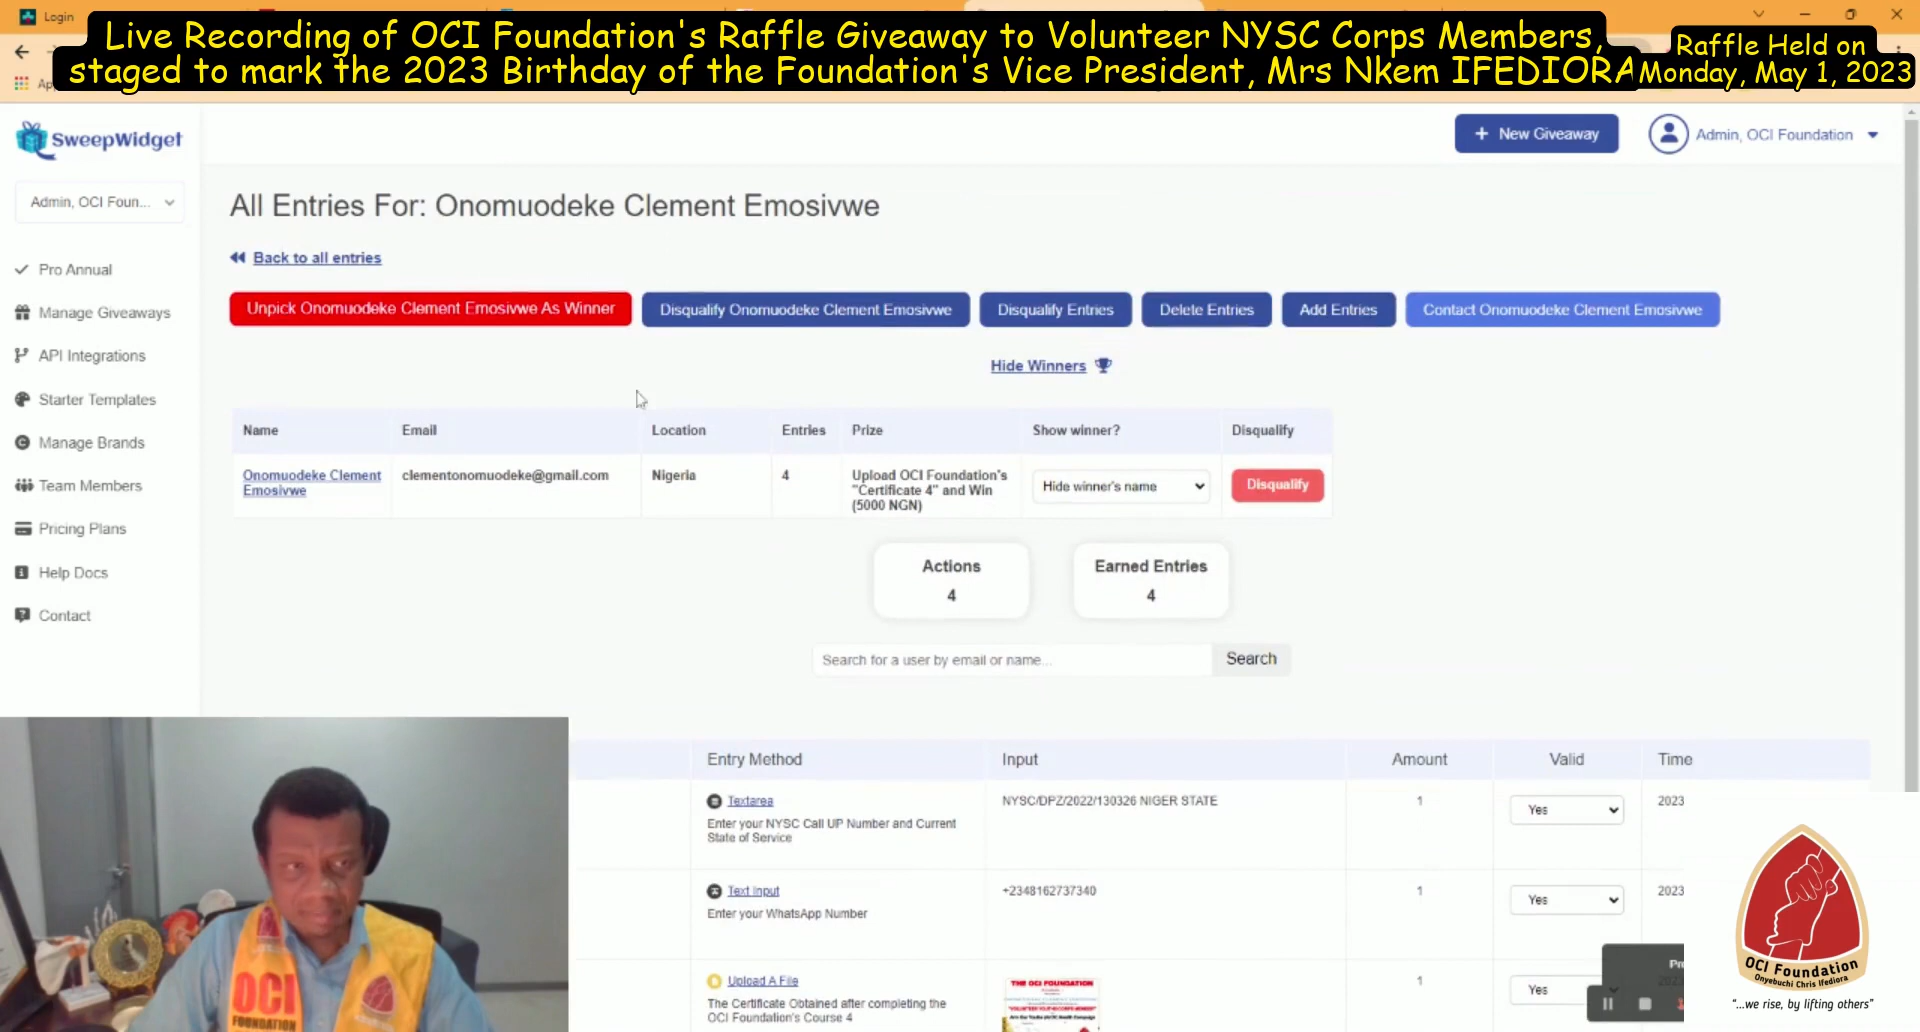 Login
Live Recording of OCI Foundation's Raffle Giveaway to Volunteer NYSC Corps Members,
staged to mark the 2023 Birthday of the Foundation's Vice President, Mrs Nkem IFEDIORA
Raffle Held on
Monday, May 1, 2023
SweepWidget
+ New Giveaway
Admin, OCI Foundation
Admin, OCI Foun...
Pro Annual
Manage Giveaways
API Integrations
Starter Templates
Manage Brands
Team Members
Pricing Plans
Help Docs
Contact
All Entries For: Onomuodeke Clement Emosivwe
Back to all entries
Unpick Onomuodeke Clement Emosivwe As Winner
Disqualify Onomuodeke Clement Emosivwe
Disqualify Entries
Delete Entries
Add Entries
Contact Onomuodeke Clement Emosivwe
Hide Winners
Name Email Location Entries Prize Show winner? Disqualify
Onomuodeke Clement
Emosivwe
clementonomuodeke@gmail.com
Nigeria
4
Upload OCI Foundation's
"Certificate 4" and Win
(5000 NGN)
Hide winner's name
Disqualify
Actions
4
Earned Entries
4
Search for a user by email or name...
Search
Entry Method Input Amount Valid Time
Textarea
Enter your NYSC Call UP Number and Current
State of Service
NYSC/DPZ/2022/130326 NIGER STATE
1
Yes
2023
Text Input
Enter your WhatsApp Number
+2348162737340
1
Yes
2023
Upload A File
The Certificate Obtained after completing the
OCI Foundation's Course 4
THE OCI FOUNDATION
1
Yes
OCI
FOUNDATION
OCI Foundation
Onyebuchi Chris Ifediora
"...we rise, by lifting others"